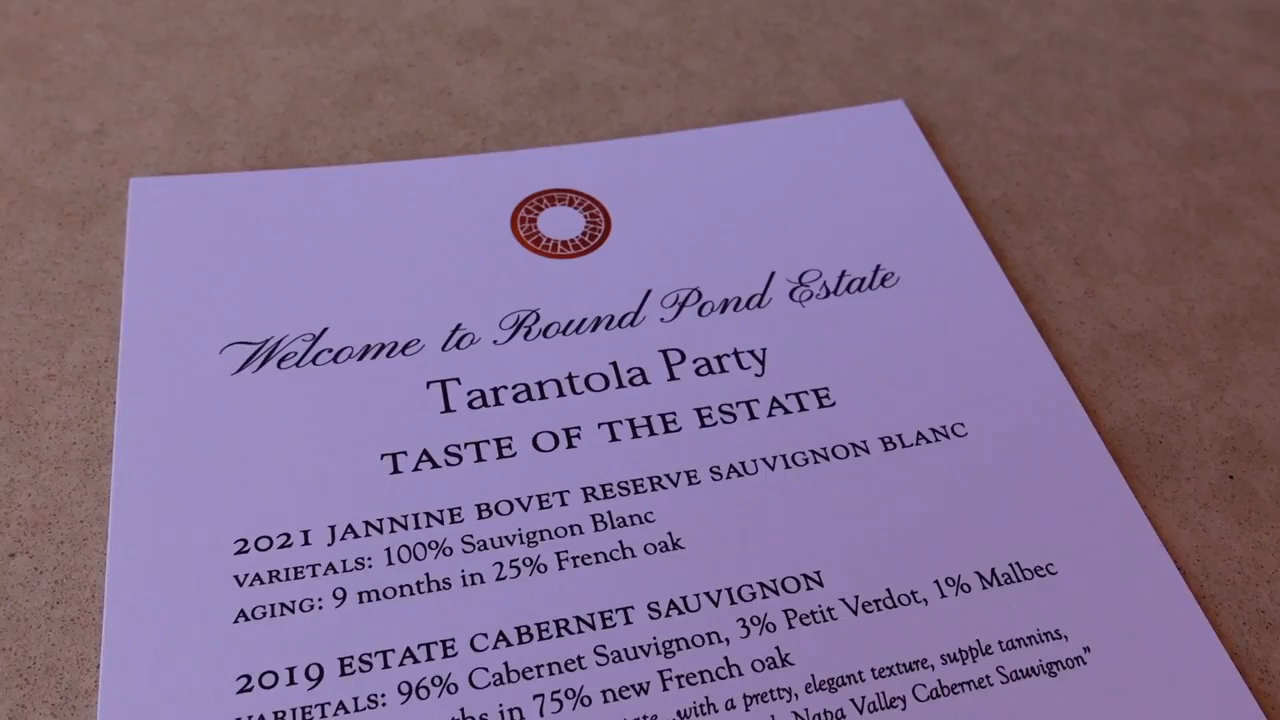 Welcome to Round Pond Estate
Tarantola Party
TASTE OF THE ESTATE
2021 JANNINE BOVET RESERVE SAUVIGNON BLANC
VARIETALS: 100% Sauvignon Blanc
AGING: 9 months in 25% French oak
2019 ESTATE CABERNET SAUVIGNON
VARIETALS: 96% Cabernet Sauvignon, 3% Petit Verdot, 1% Malbec
in 75% new French oak
with a pretty, elegant texture, supple tannins,
Napa Valley Cabernet Sauvignon"